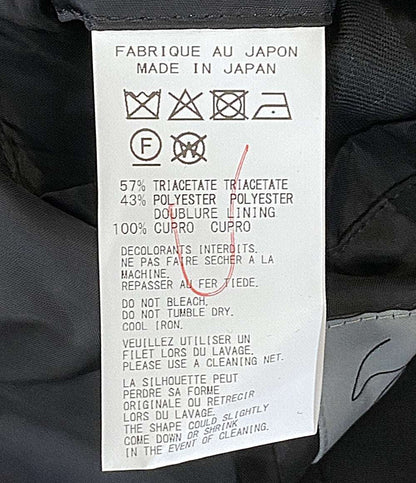 FABRIQUE AU JAPON
MADE IN JAPAN
F W
57% TRIACETATE TRIACETATE
43% POLYESTER POLYESTER
DOUBLURE LINING
100% CUPRO CUPRO
DECOLORANTS INTERDITS.
NE PAS FAIRE SECHER A LA
MACHINE.
REPASSER AU FER TIEDE.
DO NOT BLEACH.
DO NOT TUMBLE DRY.
COOL IRON.
VEUILLEZ UTILISER UN
FILET LORS DU LAVAGE.
PLEASE USE A CLEANING NET.
LA SILHOUETTE PEUT
PERDRE SA FORME
ORIGINALE OU RETRECIR
LORS DU LAVAGE.
THE SHAPE COULD SLIGHTLY
COME DOWN OR SHRINK
IN THE EVENT OF CLEANING.